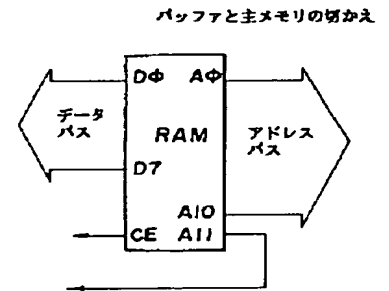 バッファと主メモリの切かえ
DΦ AΦ
データ
バス
RAM
アドレス
バス
D7
A10
CE A11